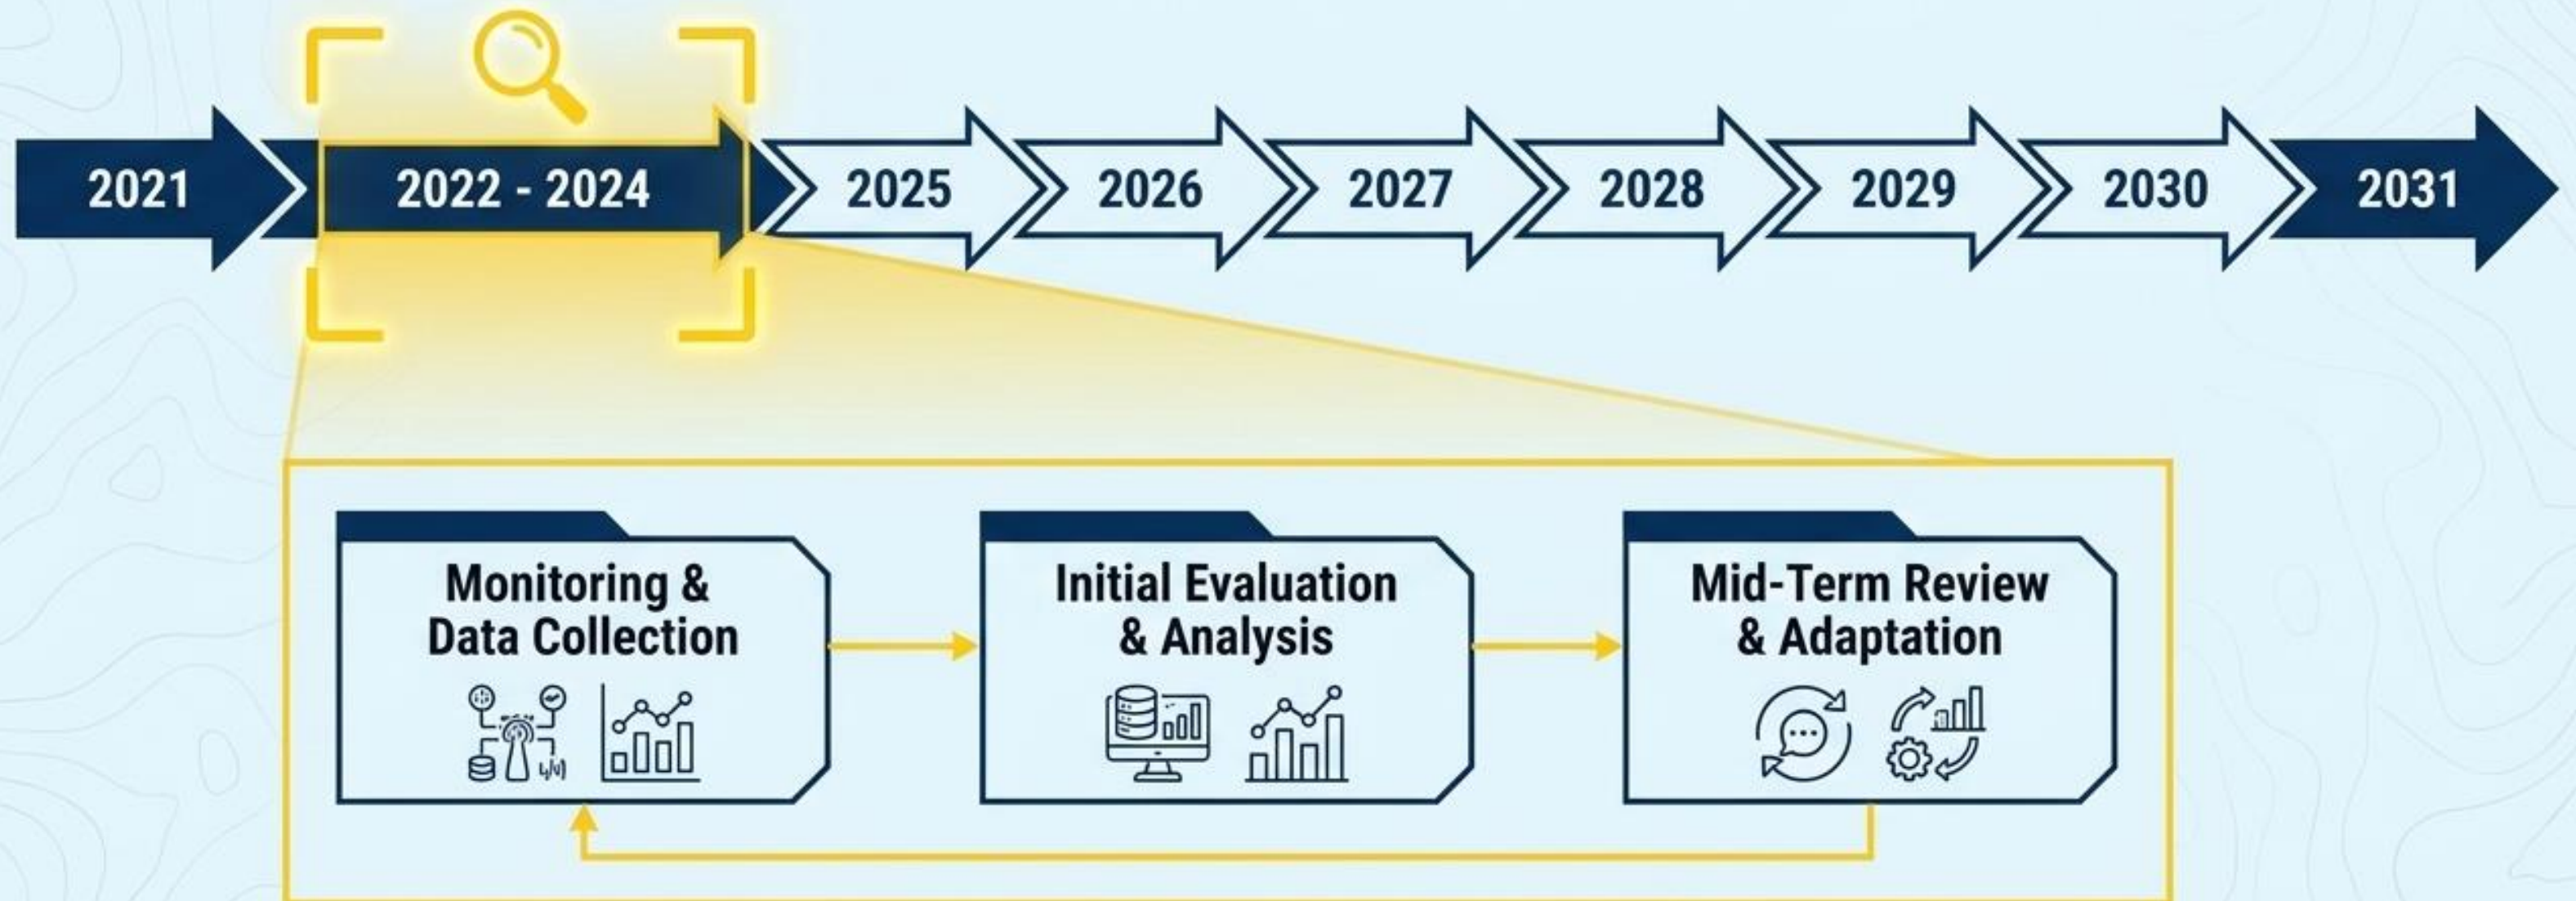 2021
2022 - 2024
2025
2026
2027
2028
2029
2030
2031
Monitoring &
Data Collection
Initial Evaluation
& Analysis
Mid-Term Review
& Adaptation